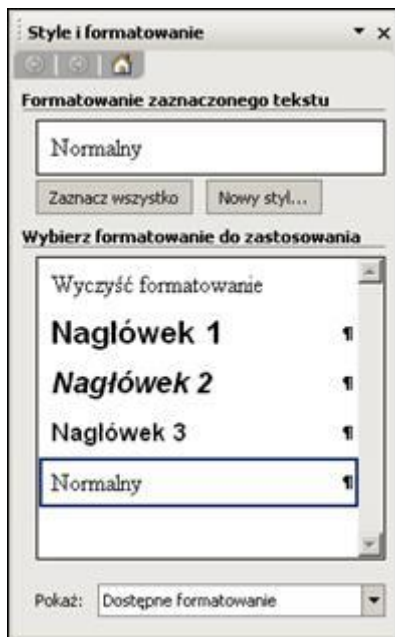 Style i formatowanie
Formatowanie zaznaczonego tekstu
Normalny
Zaznacz wszystko Nowy styl...
Wybierz formatowanie do zastosowania
Wyczyść formatowanie
Nagłówek 1 ¶
Nagłówek 2 ¶
Nagłówek 3 ¶
Normalny ¶
Pokaż: Dostępne formatowanie